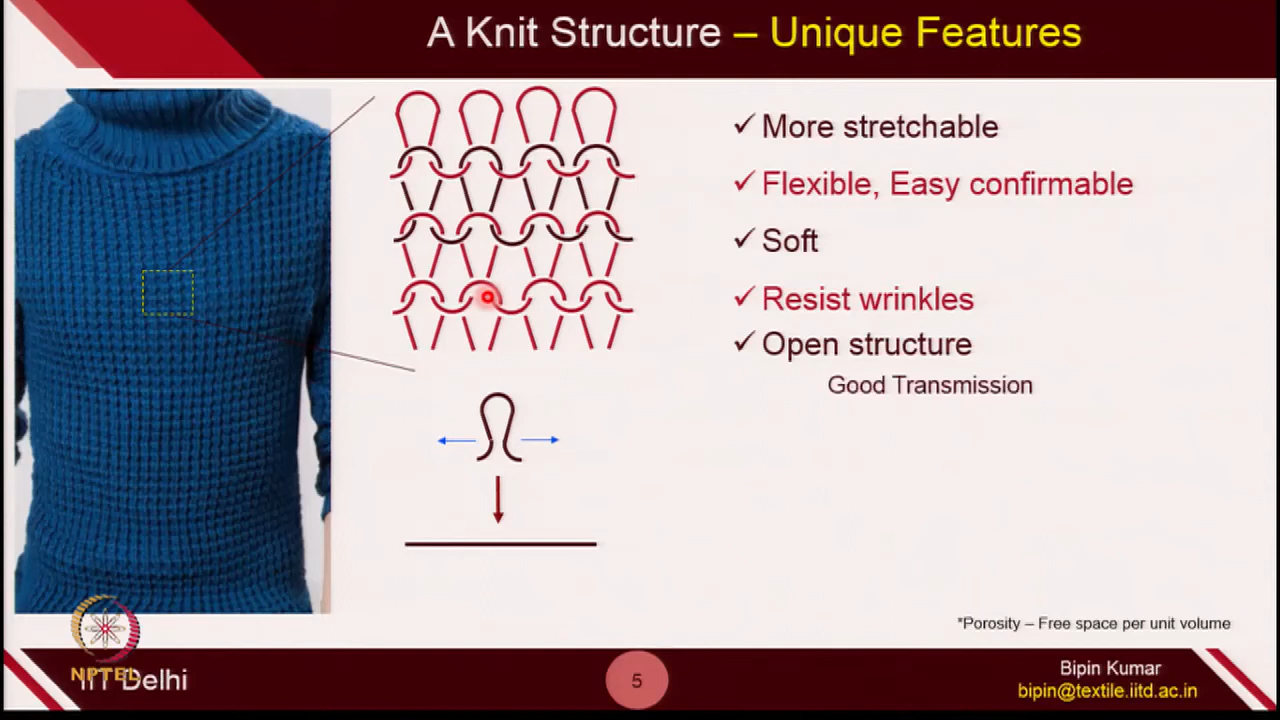 A Knit Structure – Unique Features
✓ More stretchable
✓ Flexible, Easy confirmable
✓ Soft
✓ Resist wrinkles
✓ Open structure
Good Transmission
*Porosity – Free space per unit volume
NPTEL
IIT Delhi
5
Bipin Kumar
bipin@textile.iitd.ac.in